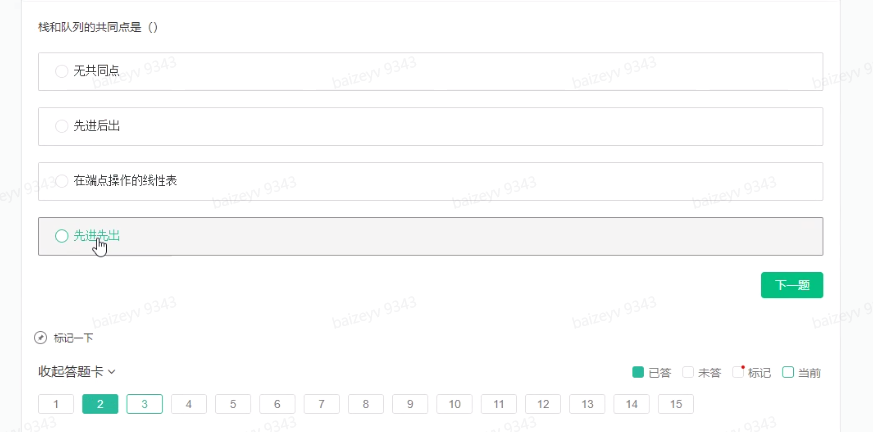 栈和队列的共同点是（）
无共同点
先进后出
在端点操作的线性表
先进先出
下一题
标记一下
收起答题卡
已答 未答 标记 当前
1 2 3 4 5 6 7 8 9 10 11 12 13 14 15
baizeyv 9343